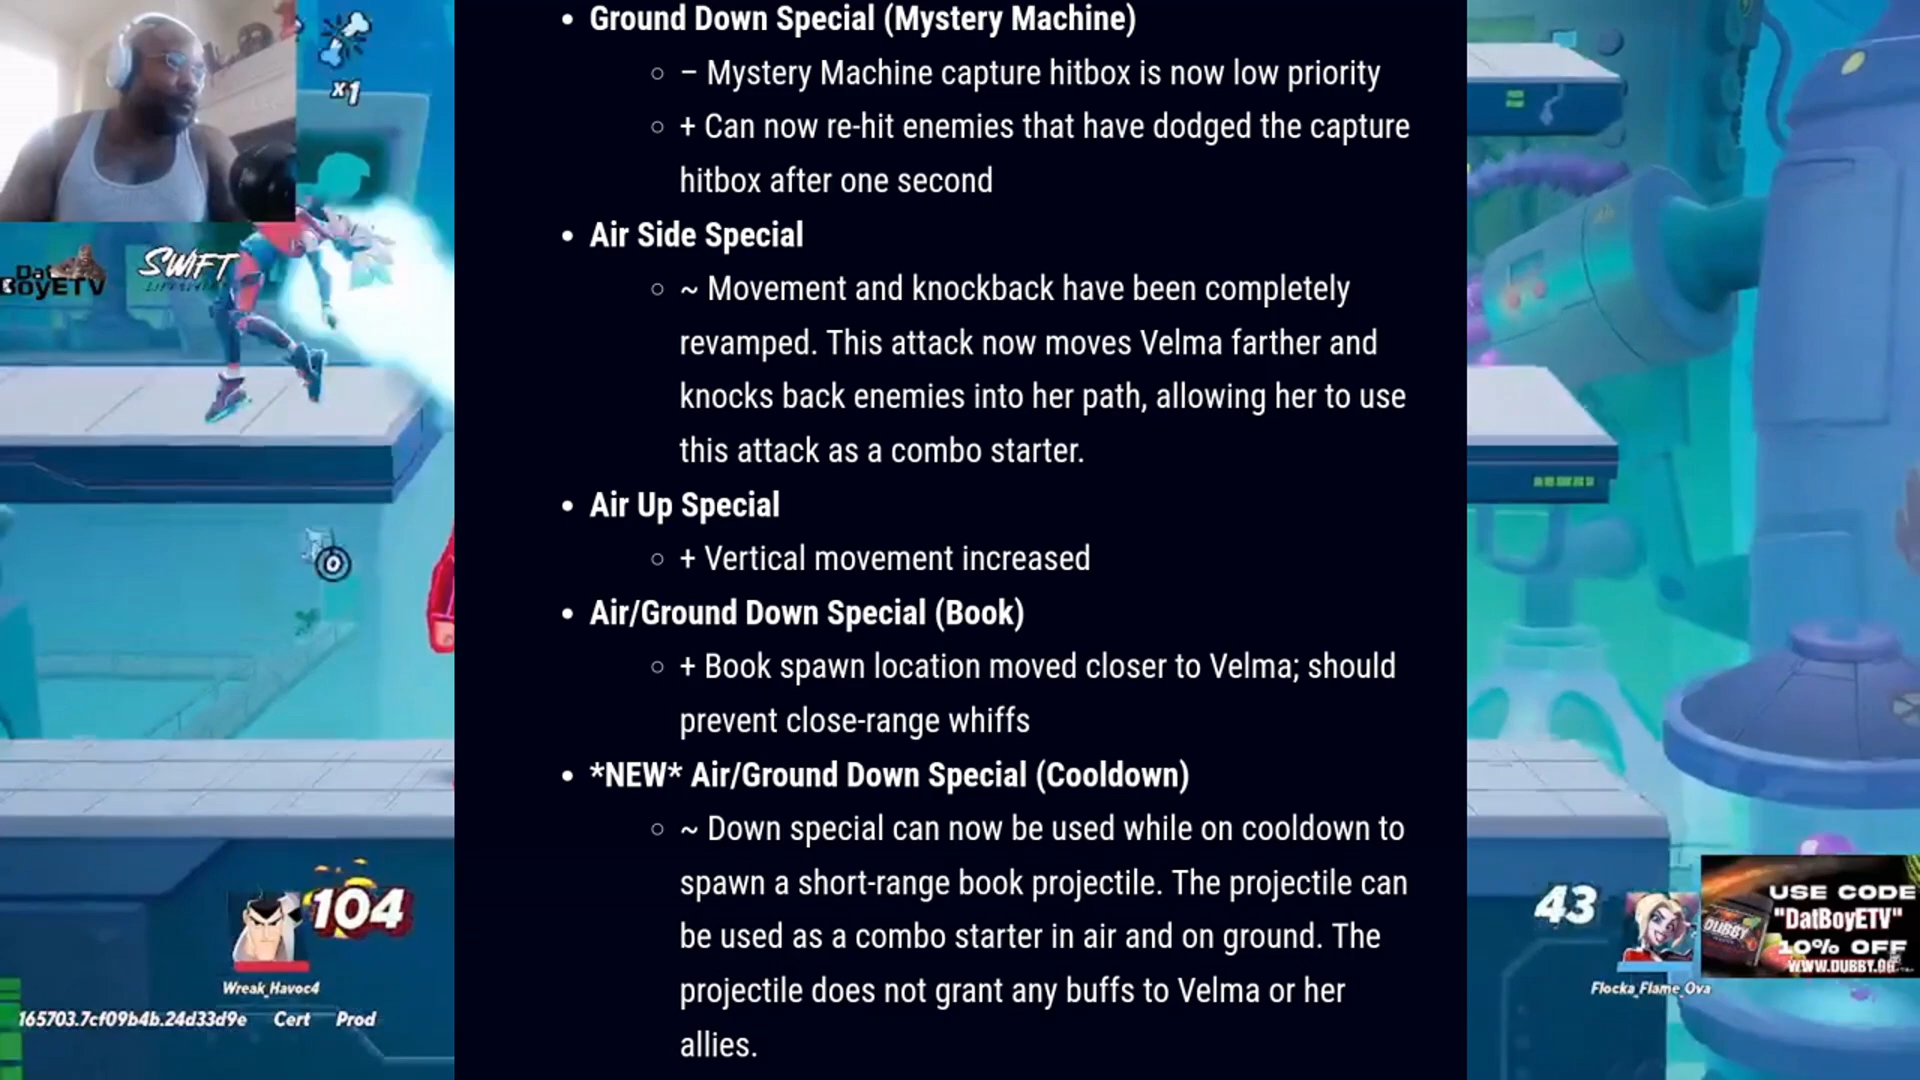 Ground Down Special (Mystery Machine)
– Mystery Machine capture hitbox is now low priority
+ Can now re-hit enemies that have dodged the capture
hitbox after one second
Air Side Special
~ Movement and knockback have been completely
revamped. This attack now moves Velma farther and
knocks back enemies into her path, allowing her to use
this attack as a combo starter.
Air Up Special
+ Vertical movement increased
Air/Ground Down Special (Book)
+ Book spawn location moved closer to Velma; should
prevent close-range whiffs
*NEW* Air/Ground Down Special (Cooldown)
~ Down special can now be used while on cooldown to
spawn a short-range book projectile. The projectile can
be used as a combo starter in air and on ground. The
projectile does not grant any buffs to Velma or her
allies.
x1
Dat
BoyETV
SWIFT
104
Wreak_Havoc4
165703.7cf09b4b.24d33d9e Cert Prod
43
Flocka_Flame_Ova
DUBBY
USE CODE
"DatBoyETV"
10% OFF